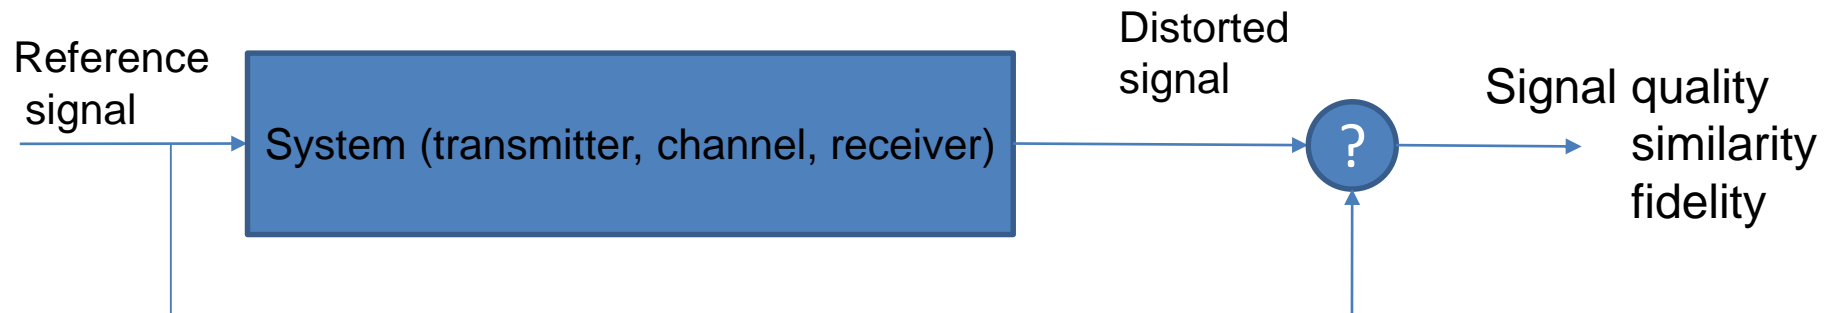 Reference
signal
System (transmitter, channel, receiver)
Distorted
signal
?
Signal quality
similarity
fidelity